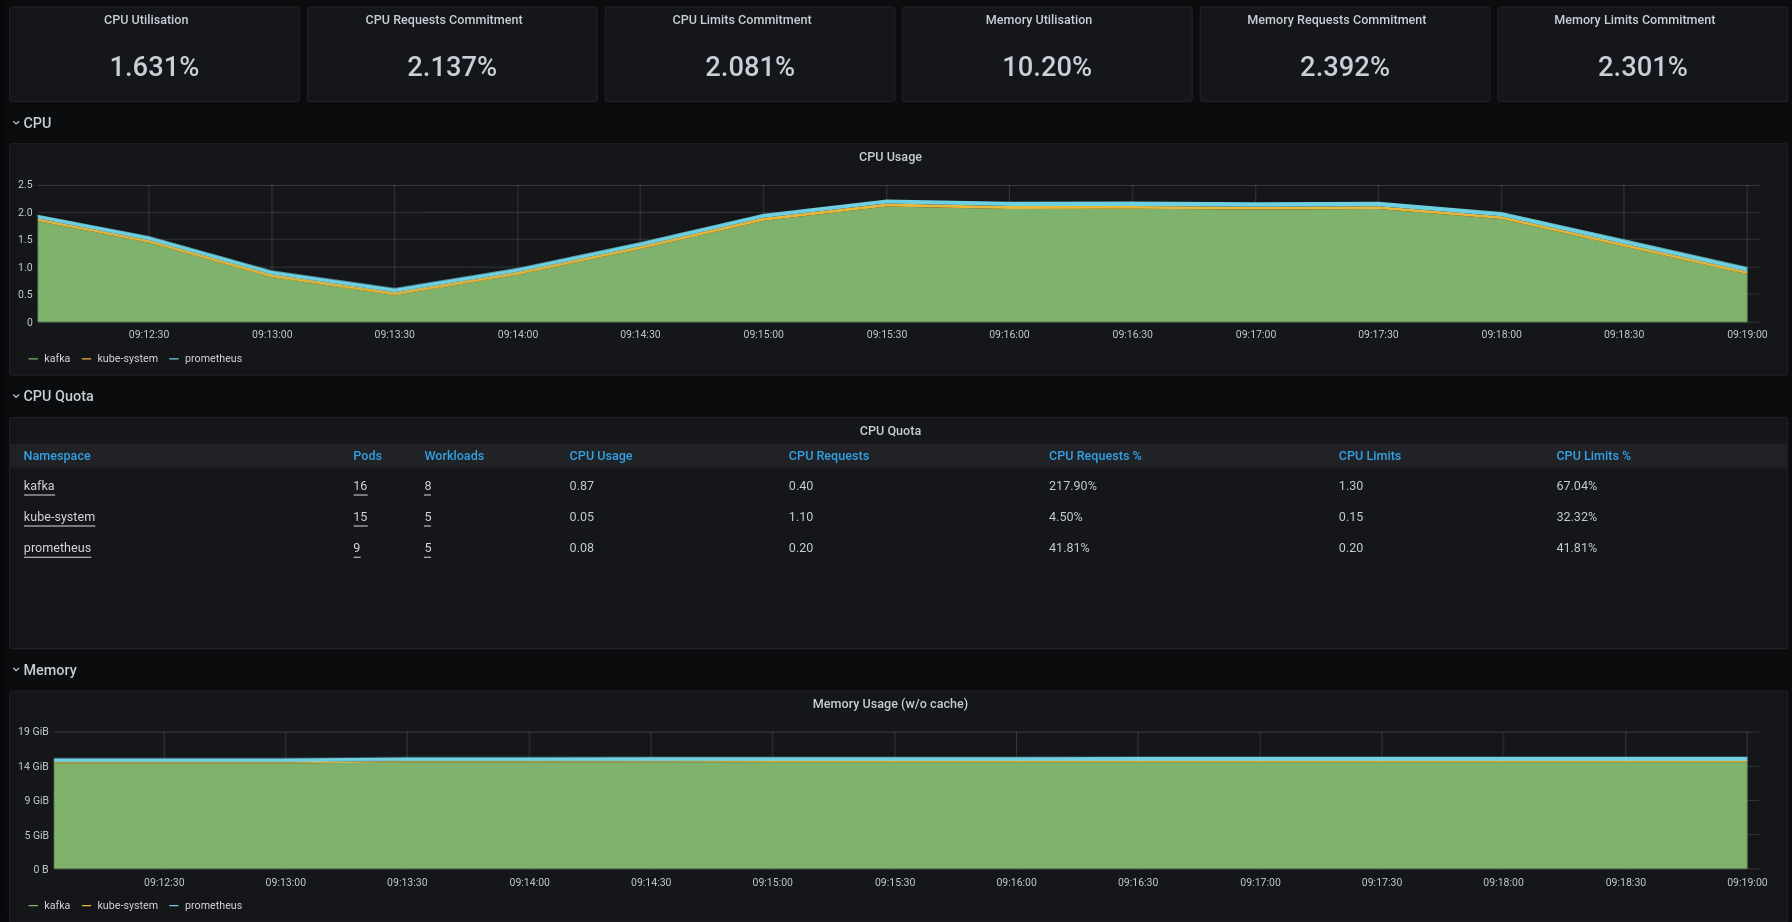 CPU Utilisation CPU Requests Commitment CPU Limits Commitment Memory Utilisation Memory Requests Commitment Memory Limits Commitment
1.631% 2.137% 2.081% 10.20% 2.392% 2.301%
CPU
CPU Usage
2.5
2.0
1.5
1.0
0.5
0
09:12:30 09:13:00 09:13:30 09:14:00 09:14:30 09:15:00 09:15:30 09:16:00 09:16:30 09:17:00 09:17:30 09:18:00 09:18:30 09:19:00
kafka kube-system prometheus
CPU Quota
CPU Quota
Namespace Pods Workloads CPU Usage CPU Requests CPU Requests % CPU Limits CPU Limits %
kafka 16 8 0.87 0.40 217.90% 1.30 67.04%
kube-system 15 5 0.05 1.10 4.50% 0.15 32.32%
prometheus 9 5 0.08 0.20 41.81% 0.20 41.81%
Memory
Memory Usage (w/o cache)
19 GiB
14 GiB
9 GiB
5 GiB
0 B
09:12:30 09:13:00 09:13:30 09:14:00 09:14:30 09:15:00 09:15:30 09:16:00 09:16:30 09:17:00 09:17:30 09:18:00 09:18:30 09:19:00
kafka kube-system prometheus